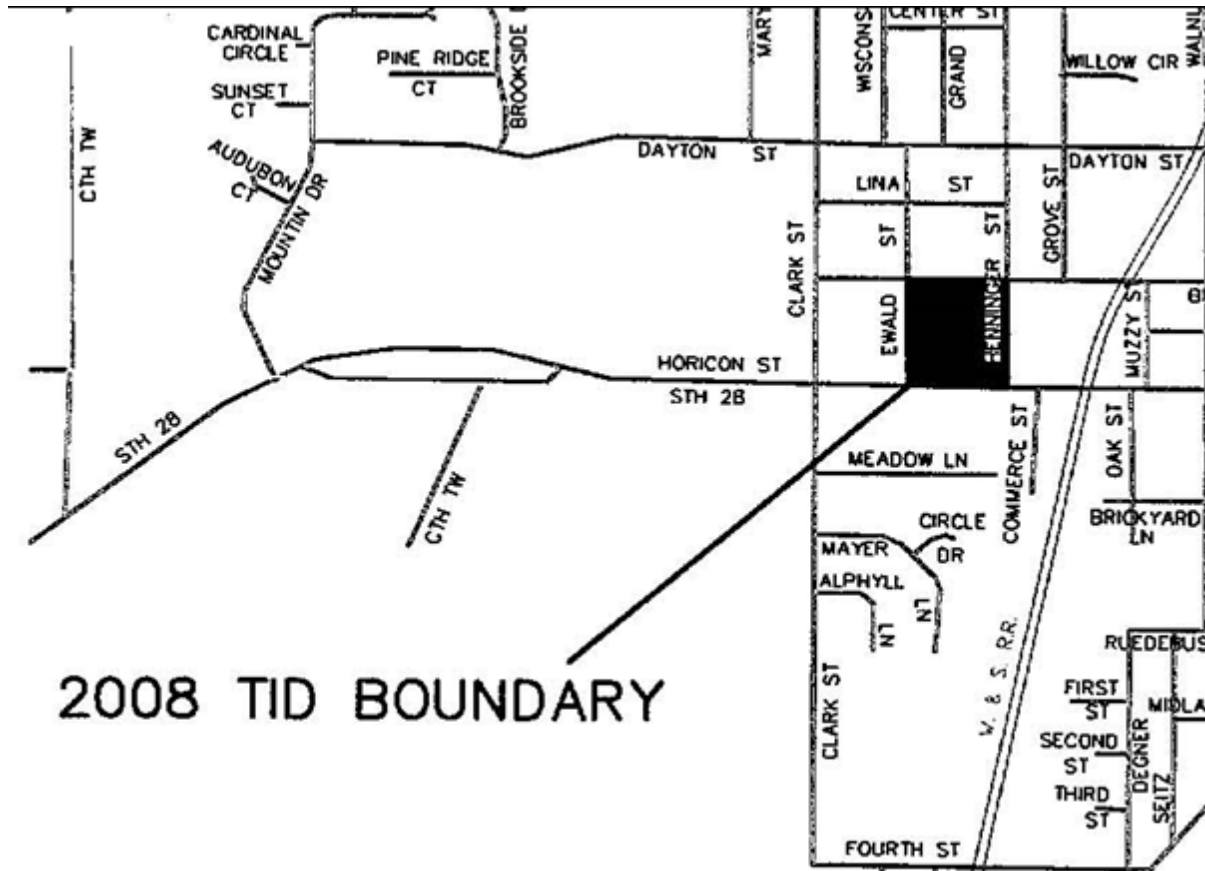 CARDINAL
CIRCLE
PINE RIDGE
CT
BROOKSIDE
MARY
CENTER ST
GRAND
WILLOW CIR
SUNSET
CT
CTH TW
AUDUBON
CT
MOUNTIN DR
DAYTON ST
DAYTON ST
LINA ST
GROVE ST
CLARK ST
EWALD ST
HENNINGER ST
MUZZY ST
HORICON ST
STH 28
STH 28
CTH TW
MEADOW LN
COMMERCE ST
OAK ST
BRICKYARD
LN
CIRCLE
DR
MAYER
LN
ALPHYLL
LN
W. & S. R.R.
2008 TID BOUNDARY
CLARK ST
FIRST
ST
SECOND
ST
THIRD
ST
DEGNER
SEITZ
FOURTH ST